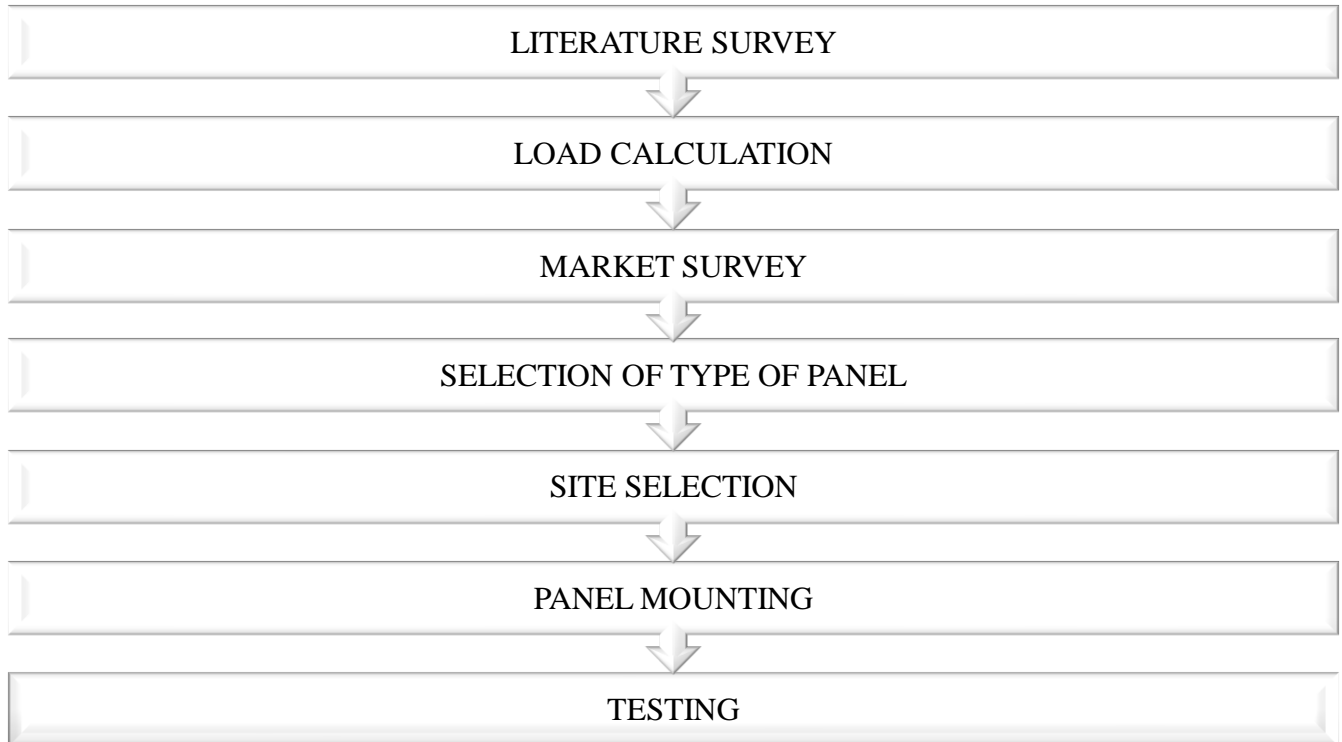 LITERATURE SURVEY
LOAD CALCULATION
MARKET SURVEY
SELECTION OF TYPE OF PANEL
SITE SELECTION
PANEL MOUNTING
TESTING